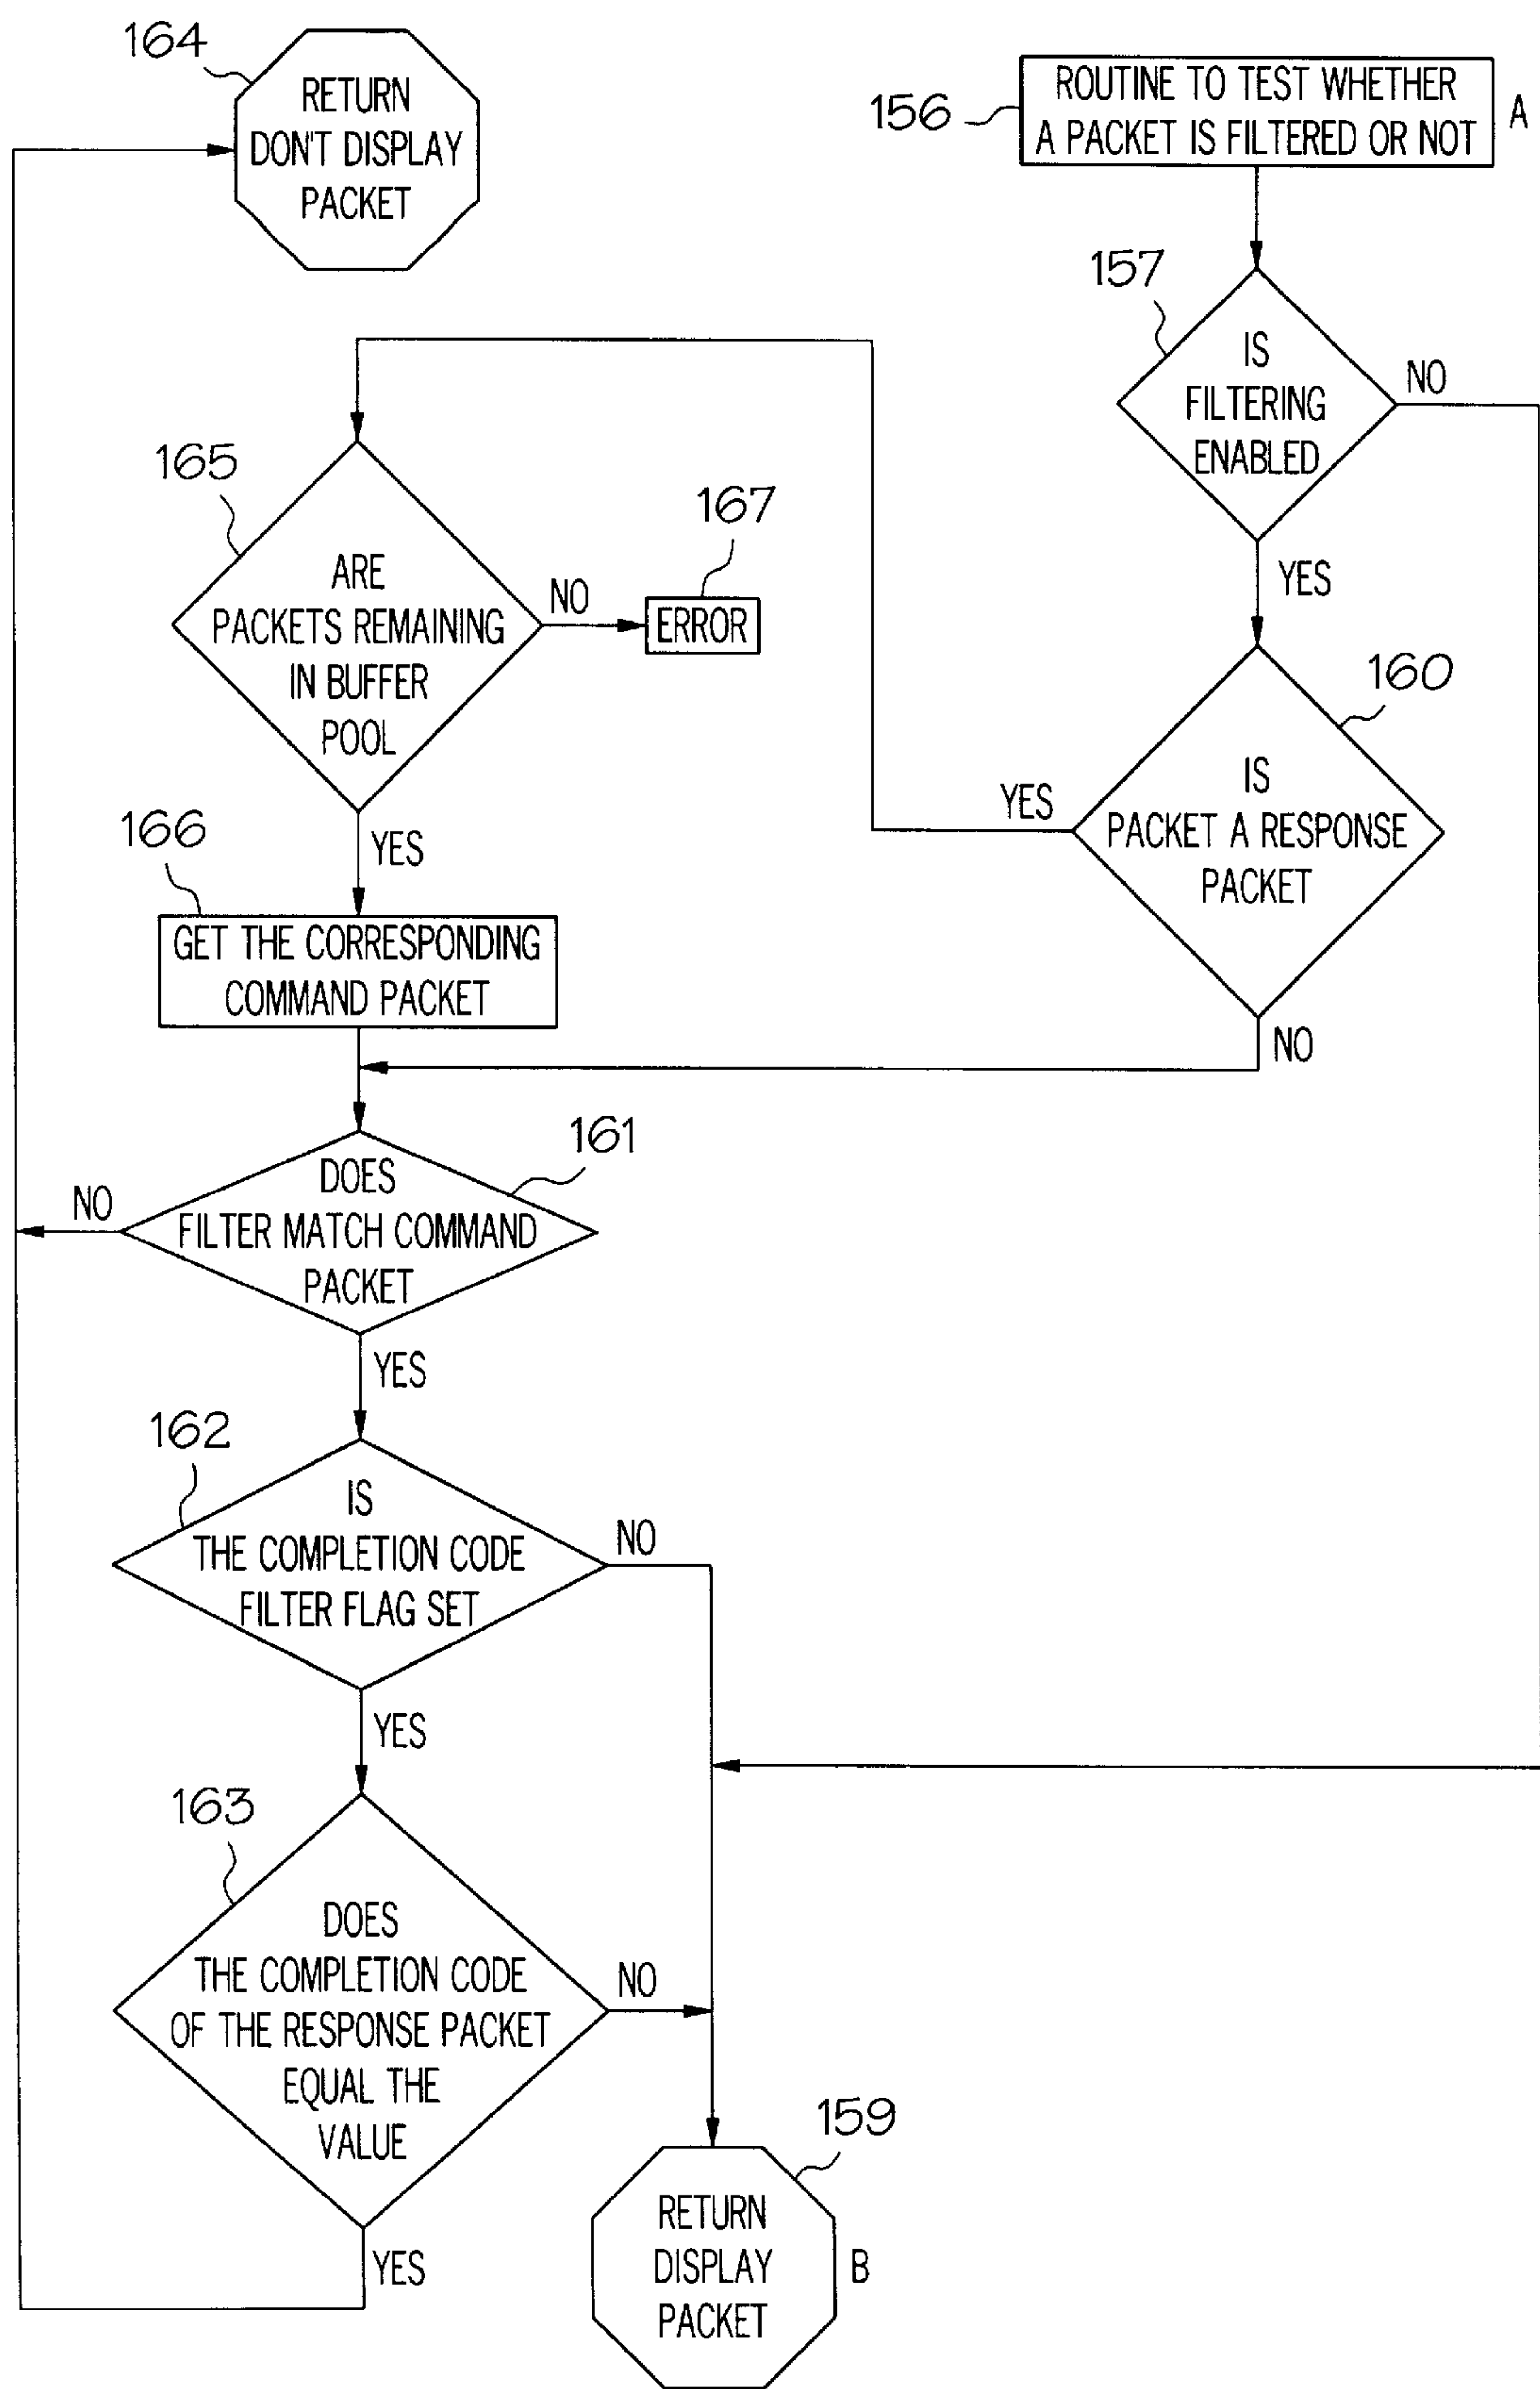 164
RETURN
DON'T DISPLAY
PACKET
156
ROUTINE TO TEST WHETHER
A PACKET IS FILTERED OR NOT
A
157
IS
FILTERING
ENABLED
NO
YES
165
ARE
PACKETS REMAINING
IN BUFFER
POOL
NO
167
ERROR
YES
160
IS
PACKET A RESPONSE
PACKET
YES
NO
166
GET THE CORRESPONDING
COMMAND PACKET
161
DOES
FILTER MATCH COMMAND
PACKET
NO
YES
162
IS
THE COMPLETION CODE
FILTER FLAG SET
NO
YES
163
DOES
THE COMPLETION CODE
OF THE RESPONSE PACKET
EQUAL THE
VALUE
NO
YES
159
RETURN
DISPLAY
PACKET
B